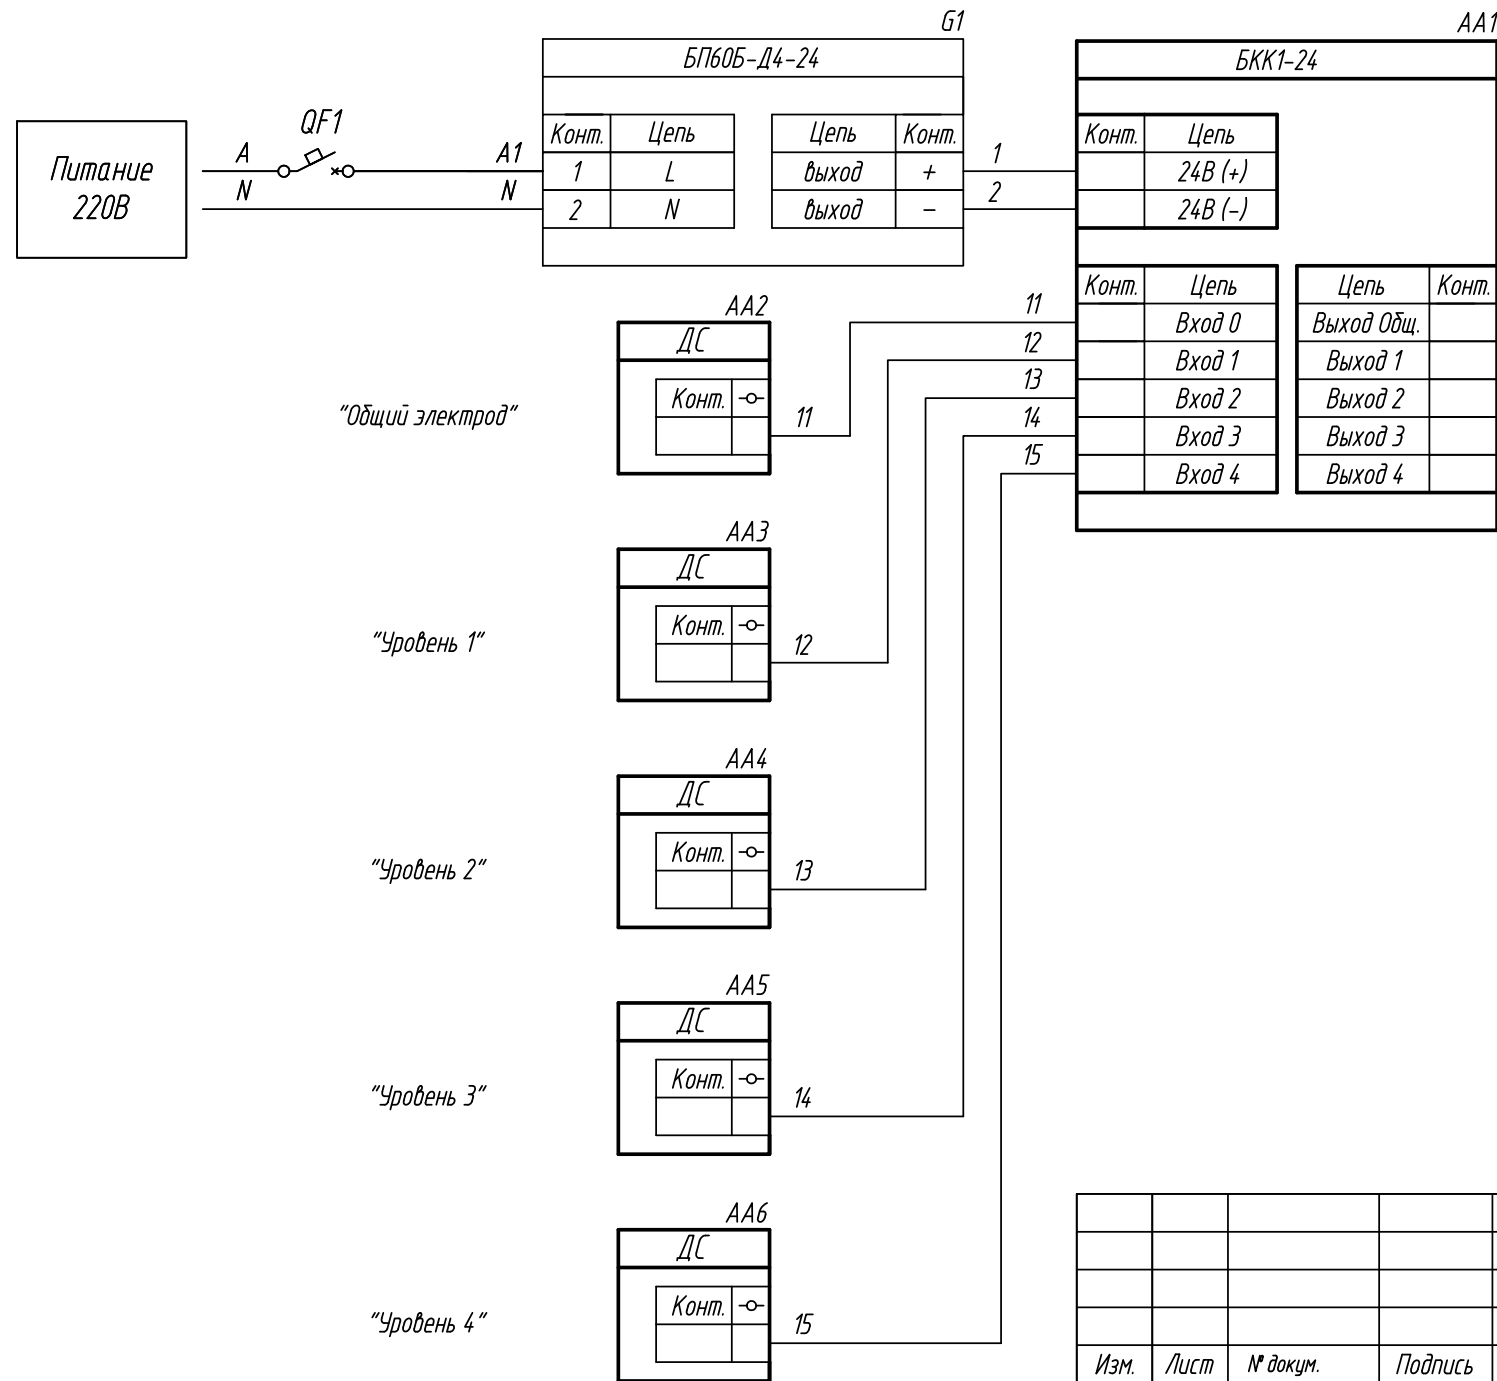 G1
AA1
БП60Б-Д4-24
БКК1-24
Питание
220В
A
QF1
A1
N
N
Конт. Цепь
1 L
2 N
Цепь Конт.
выход +
выход –
1
2
Конт. Цепь
24В (+)
24В (-)
Конт. Цепь
Вход 0
Вход 1
Вход 2
Вход 3
Вход 4
Цепь Конт.
Выход Общ.
Выход 1
Выход 2
Выход 3
Выход 4
11
12
13
14
15
AA2
ДС
Конт.
"Общий электрод"
11
AA3
ДС
Конт.
"Уровень 1"
12
AA4
ДС
Конт.
"Уровень 2"
13
AA5
ДС
Конт.
"Уровень 3"
14
AA6
ДС
Конт.
"Уровень 4"
15
Изм. Лист № докум. Подпись